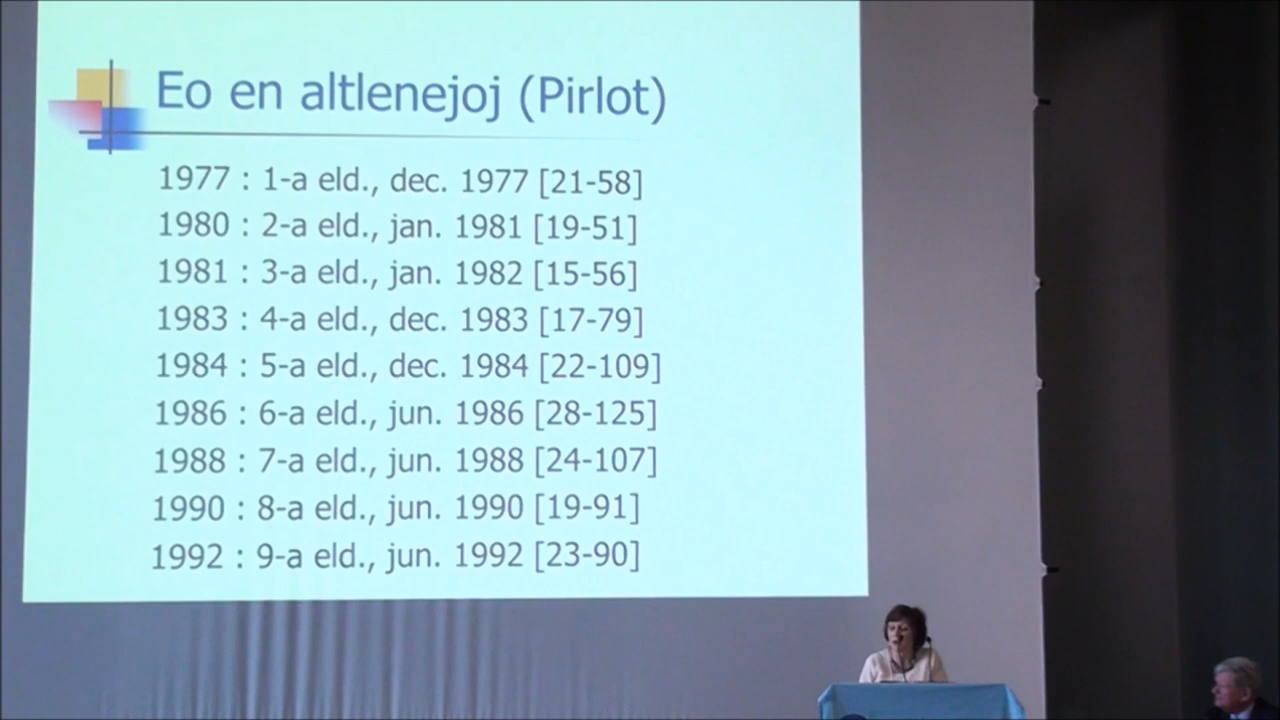 Eo en altlenejoj (Pirlot)
1977 : 1-a eld., dec. 1977 [21-58]
1980 : 2-a eld., jan. 1981 [19-51]
1981 : 3-a eld., jan. 1982 [15-56]
1983 : 4-a eld., dec. 1983 [17-79]
1984 : 5-a eld., dec. 1984 [22-109]
1986 : 6-a eld., jun. 1986 [28-125]
1988 : 7-a eld., jun. 1988 [24-107]
1990 : 8-a eld., jun. 1990 [19-91]
1992 : 9-a eld., jun. 1992 [23-90]